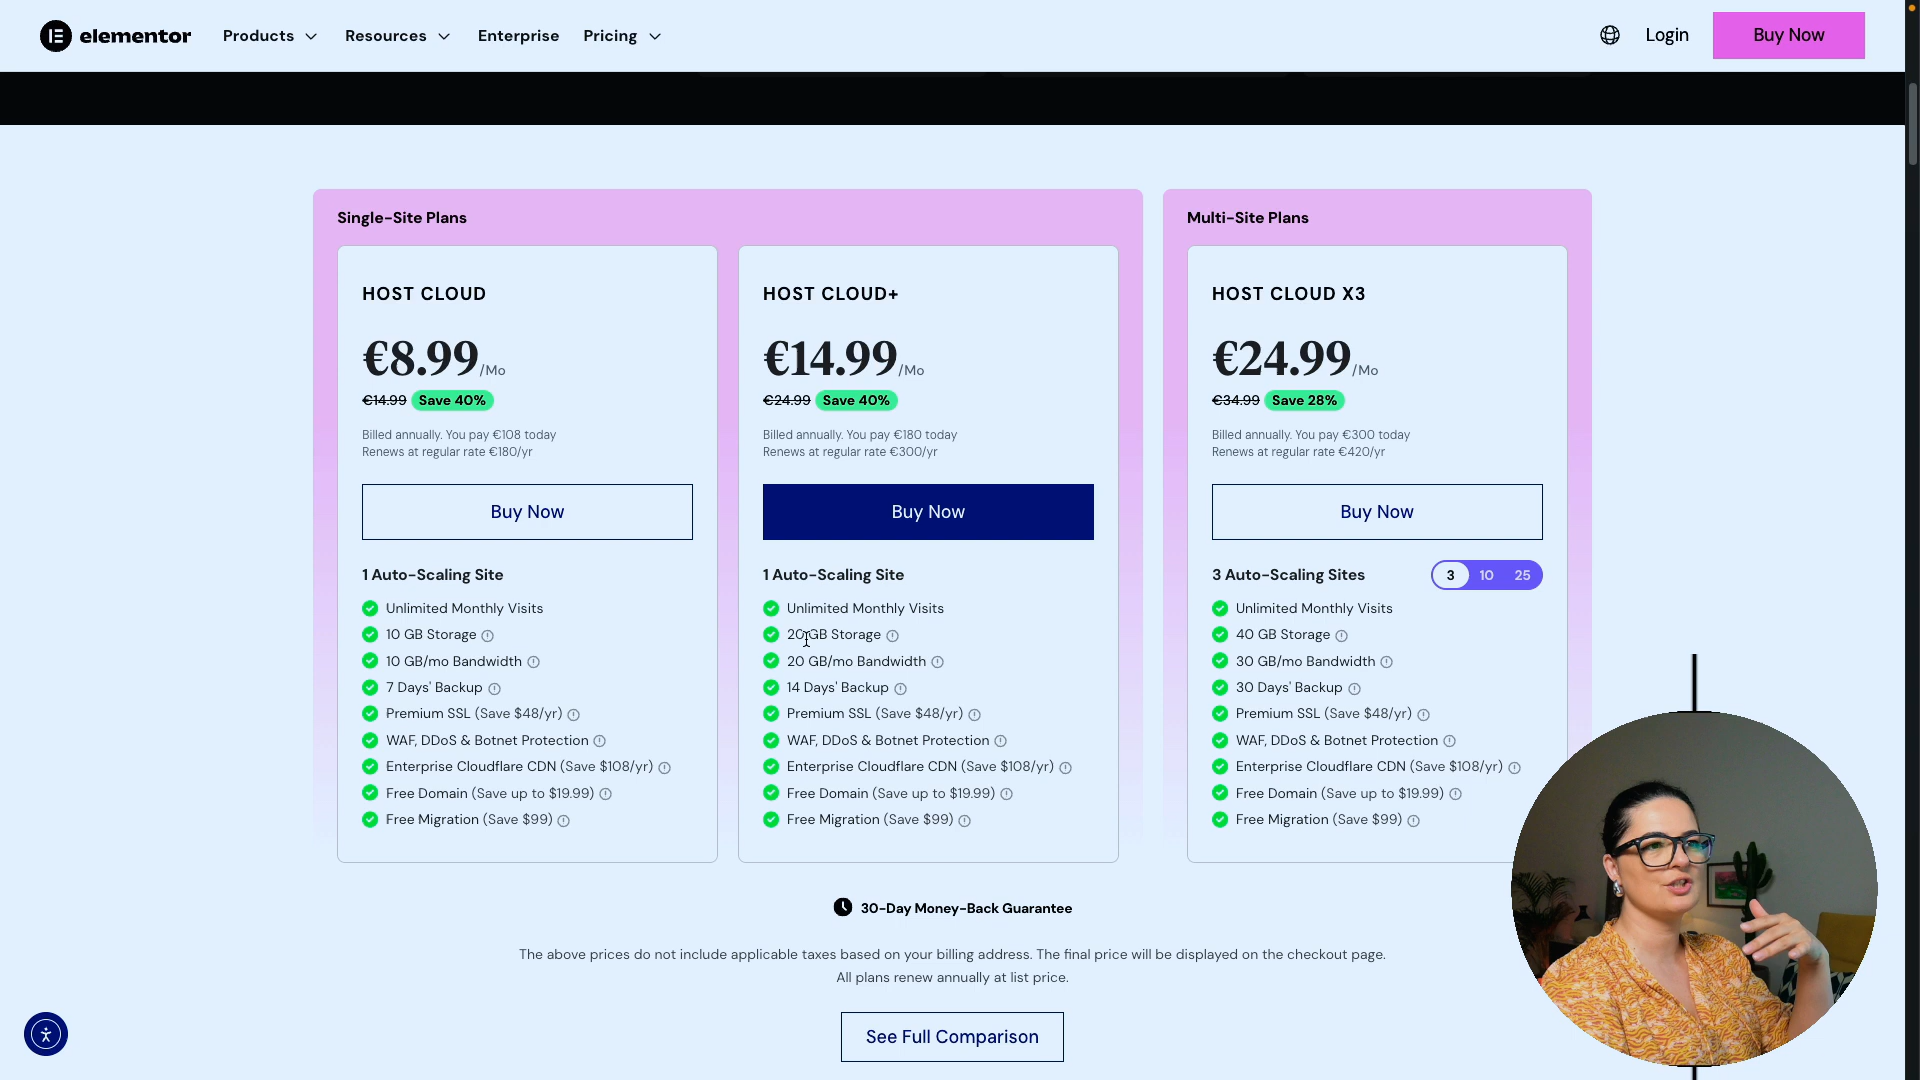 elementor
Products
Resources
Enterprise
Pricing
Login
Buy Now
Single-Site Plans
HOST CLOUD
€8.99/Mo
€14.99 Save 40%
Billed annually. You pay €108 today
Renews at regular rate €180/yr
Buy Now
1 Auto-Scaling Site
Unlimited Monthly Visits
10 GB Storage
10 GB/mo Bandwidth
7 Days' Backup
Premium SSL (Save $48/yr)
WAF, DDoS & Botnet Protection
Enterprise Cloudflare CDN (Save $108/yr)
Free Domain (Save up to $19.99)
Free Migration (Save $99)
HOST CLOUD+
€14.99/Mo
€24.99 Save 40%
Billed annually. You pay €180 today
Renews at regular rate €300/yr
Buy Now
1 Auto-Scaling Site
Unlimited Monthly Visits
20 GB Storage
20 GB/mo Bandwidth
14 Days' Backup
Premium SSL (Save $48/yr)
WAF, DDoS & Botnet Protection
Enterprise Cloudflare CDN (Save $108/yr)
Free Domain (Save up to $19.99)
Free Migration (Save $99)
Multi-Site Plans
HOST CLOUD X3
€24.99/Mo
€34.99 Save 28%
Billed annually. You pay €300 today
Renews at regular rate €420/yr
Buy Now
3 Auto-Scaling Sites
3 10 25
Unlimited Monthly Visits
40 GB Storage
30 GB/mo Bandwidth
30 Days' Backup
Premium SSL (Save $48/yr)
WAF, DDoS & Botnet Protection
Enterprise Cloudflare CDN (Save $108/yr)
Free Domain (Save up to $19.99)
Free Migration (Save $99)
30-Day Money-Back Guarantee
The above prices do not include applicable taxes based on your billing address. The final price will be displayed on the checkout page.
All plans renew annually at list price.
See Full Comparison